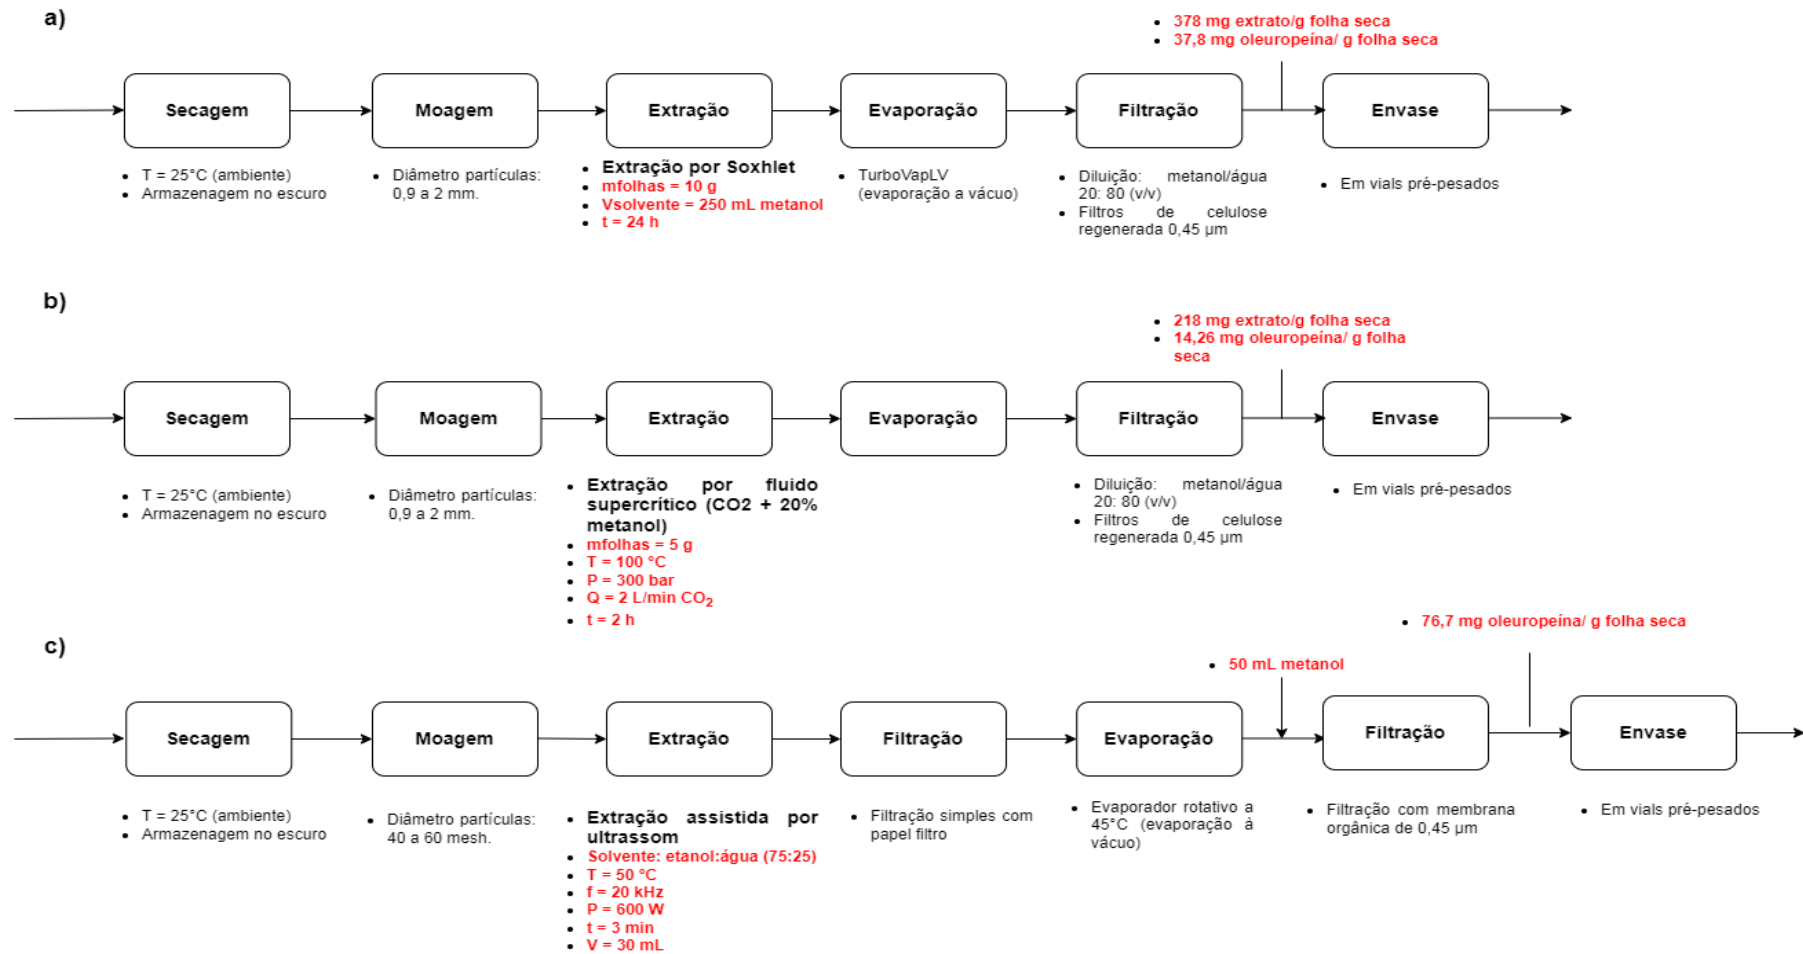 a)
• 378 mg extrato/g folha seca
• 37,8 mg oleuropeína/ g folha seca
Secagem
Moagem
Extração
Evaporação
Filtração
Envase
• T = 25°C (ambiente)
• Armazenagem no escuro
• Diâmetro partículas:
0,9 a 2 mm.
• Extração por Soxhlet
• mfolhas = 10 g
• Vsolvente = 250 mL metanol
• t = 24 h
• TurboVapLV
(evaporação a vácuo)
• Diluição: metanol/água
20: 80 (v/v)
• Filtros de celulose
regenerada 0,45 µm
• Em vials pré-pesados
b)
• 218 mg extrato/g folha seca
• 14,26 mg oleuropeína/ g folha
seca
Secagem
Moagem
Extração
Evaporação
Filtração
Envase
• T = 25°C (ambiente)
• Armazenagem no escuro
• Diâmetro partículas:
0,9 a 2 mm.
• Extração por fluido
supercrítico (CO2 + 20%
metanol)
• mfolhas = 5 g
• T = 100 °C
• P = 300 bar
• Q = 2 L/min CO₂
• t = 2 h
• Diluição: metanol/água
20: 80 (v/v)
• Filtros de celulose
regenerada 0,45 µm
• Em vials pré-pesados
c)
• 76,7 mg oleuropeína/ g folha seca
• 50 mL metanol
Secagem
Moagem
Extração
Filtração
Evaporação
Filtração
Envase
• T = 25°C (ambiente)
• Armazenagem no escuro
• Diâmetro partículas:
40 a 60 mesh.
• Extração assistida por
ultrassom
• Solvente: etanol:água (75:25)
• T = 50 °C
• f = 20 kHz
• P = 600 W
• t = 3 min
• V = 30 mL
• Filtração simples com
papel filtro
• Evaporador rotativo a
45°C (evaporação à
vácuo)
• Filtração com membrana
orgânica de 0,45 µm
• Em vials pré-pesados